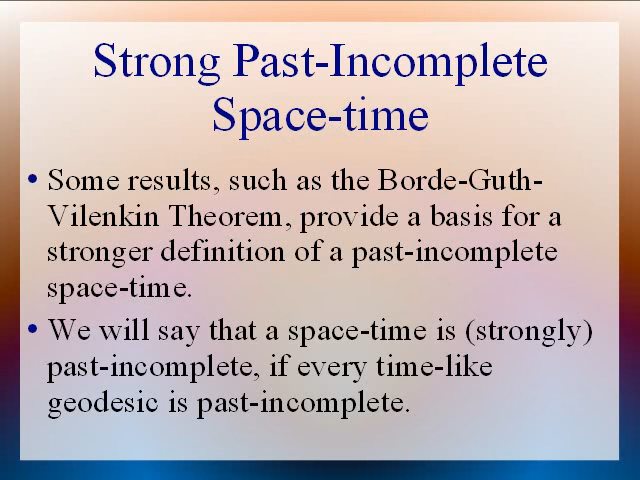 Strong Past-Incomplete
Space-time
• Some results, such as the Borde-Guth-
Vilenkin Theorem, provide a basis for a
stronger definition of a past-incomplete
space-time.
• We will say that a space-time is (strongly)
past-incomplete, if every time-like
geodesic is past-incomplete.